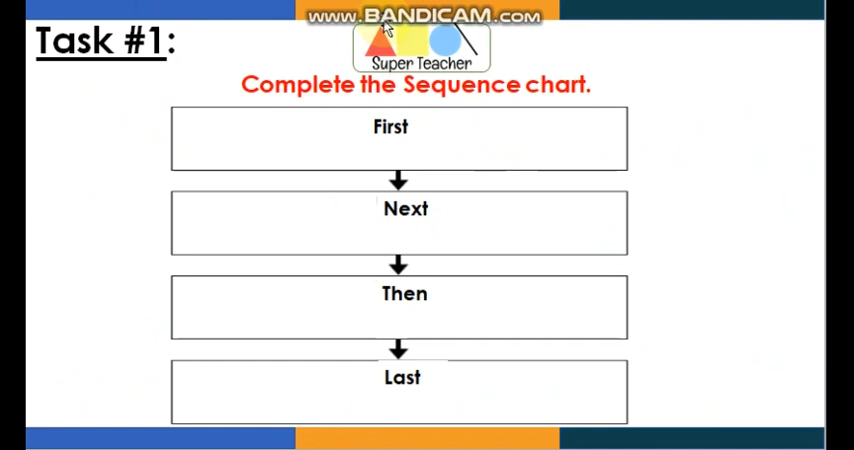 www.BANDICAM.com
Task #1:
Super Teacher
Complete the Sequence chart.
First
Next
Then
Last